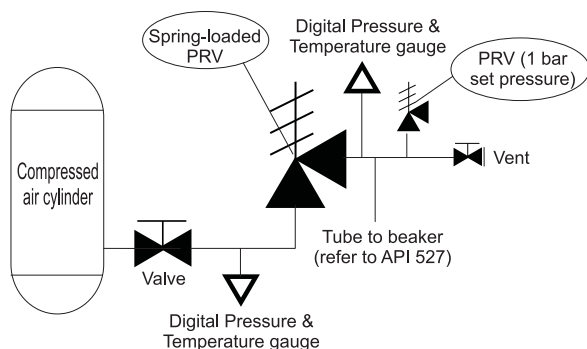 Spring-loaded
PRV
Digital Pressure &
Temperature gauge
PRV (1 bar
set pressure)
Compressed
air cylinder
Vent
Tube to beaker
(refer to API 527)
Valve
Digital Pressure &
Temperature gauge